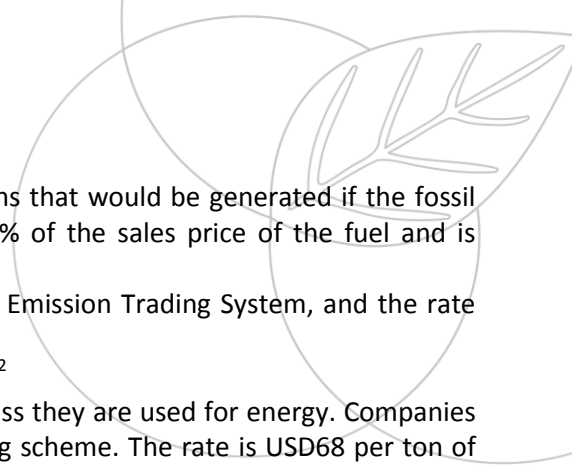 ns that would be generated if the fossil
% of the sales price of the fuel and is
Emission Trading System, and the rate
2
ss they are used for energy. Companies
g scheme. The rate is USD68 per ton of